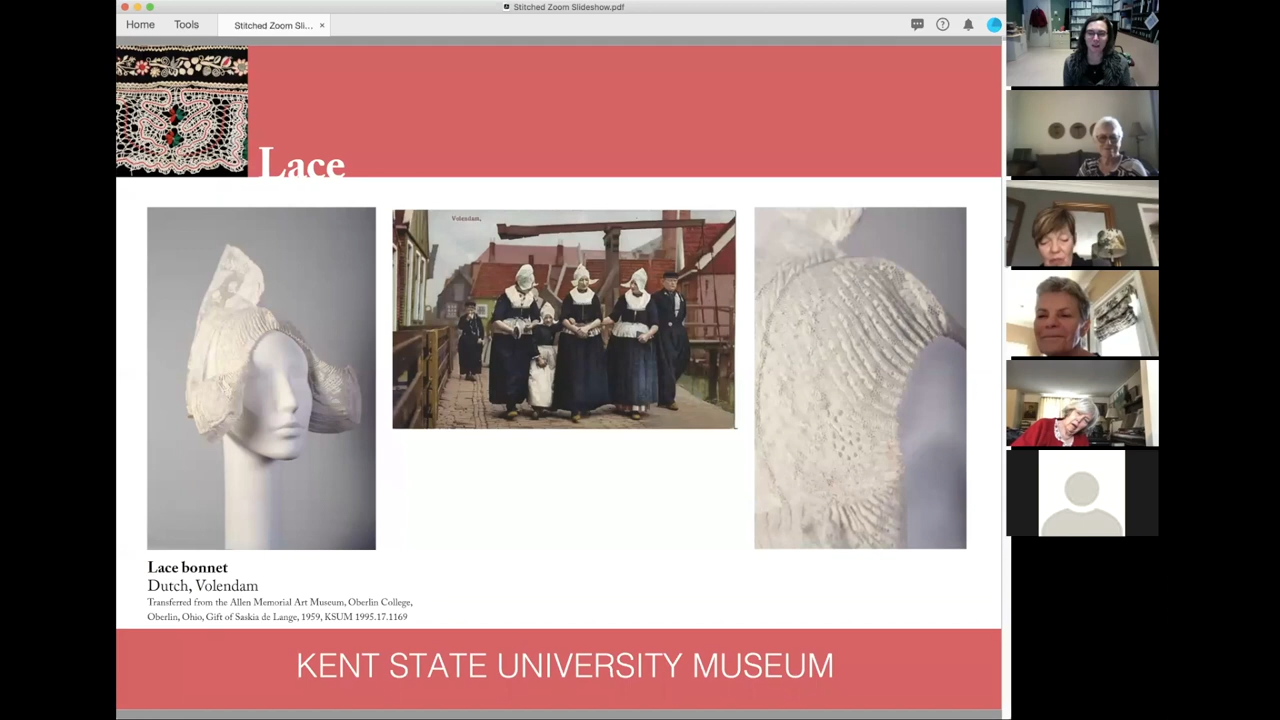 Stitched Zoom Slideshow.pdf
Home Tools Stitched Zoom Sli... ×
Lace
Volendam.
Lace bonnet
Dutch, Volendam
Transferred from the Allen Memorial Art Museum, Oberlin College,
Oberlin, Ohio, Gift of Saskia de Lange, 1959, KSUM 1995.17.1169
KENT STATE UNIVERSITY MUSEUM